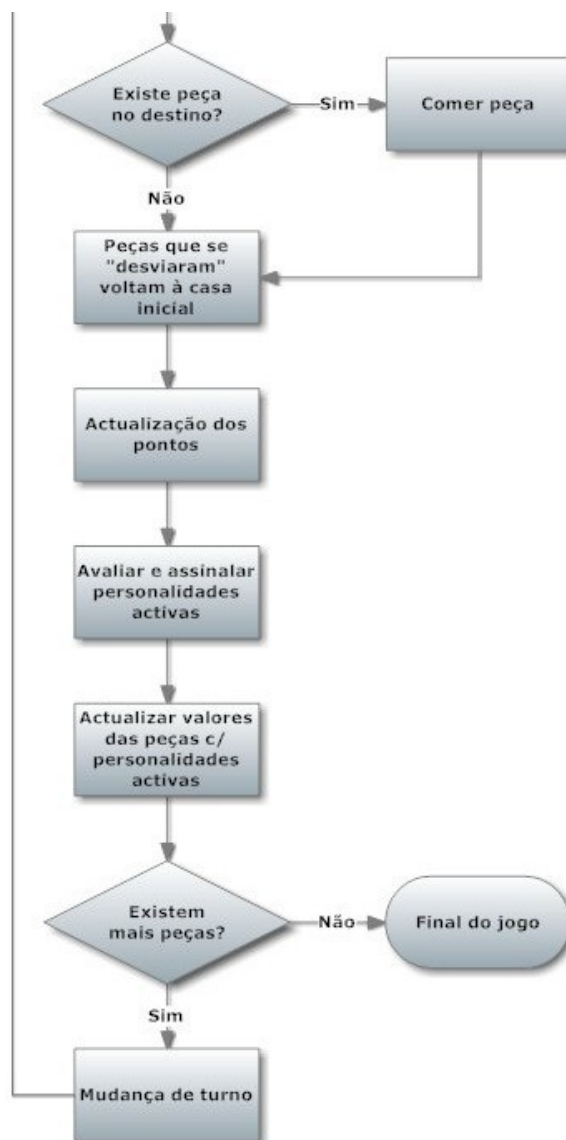 Existe peça
no destino?
Sim
Comer peça
Não
Peças que se
"desviaram"
voltam à casa
inicial
Actualização dos
pontos
Avaliar e assinalar
personalidades
activas
Actualizar valores
das peças c/
personalidades
activas
Existem
mais peças?
Não
Final do jogo
Sim
Mudança de turno